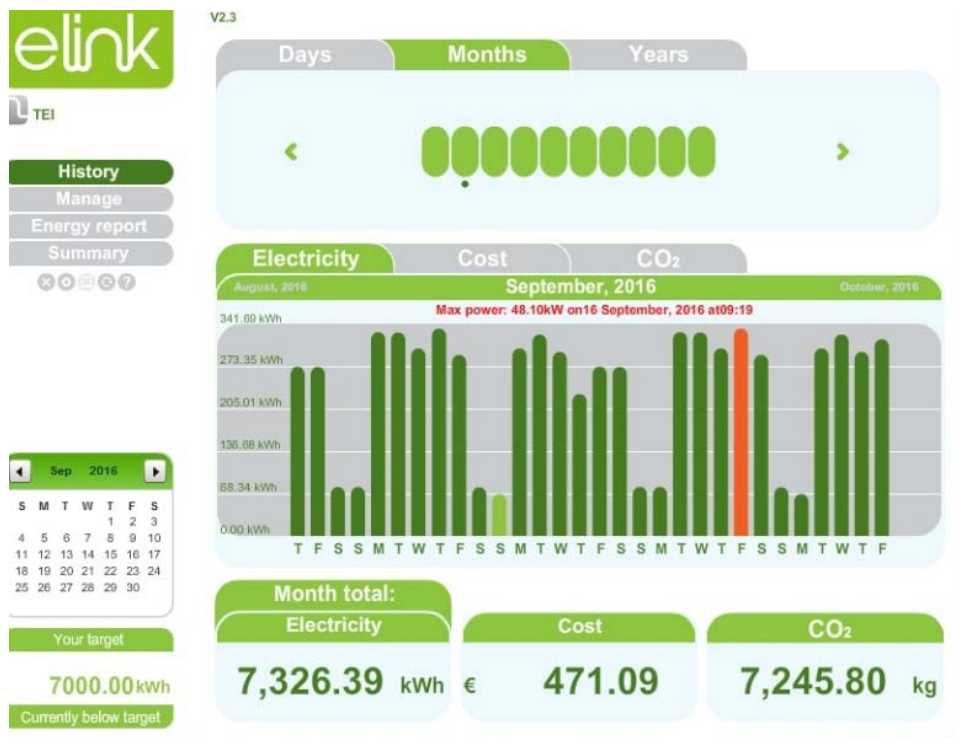 V2.3
elink
TEI
History
Manage
Energy report
Summary
Days Months Years
< >
Electricity Cost CO₂
August, 2016 September, 2016 October, 2016
Max power: 48.10kW on16 September, 2016 at09:19
341.69 kWh
273.35 kWh
205.01 kWh
136.68 kWh
68.34 kWh
0.00 kWh
T F S S M T W T F S S M T W T F S S M T W T F S S M T W T F
Sep 2016
S M T W T F S
1 2 3
4 5 6 7 8 9 10
11 12 13 14 15 16 17
18 19 20 21 22 23 24
25 26 27 28 29 30
Your target
7000.00 kWh
Currently below target
Month total:
Electricity Cost CO₂
7,326.39 kWh € 471.09 7,245.80 kg